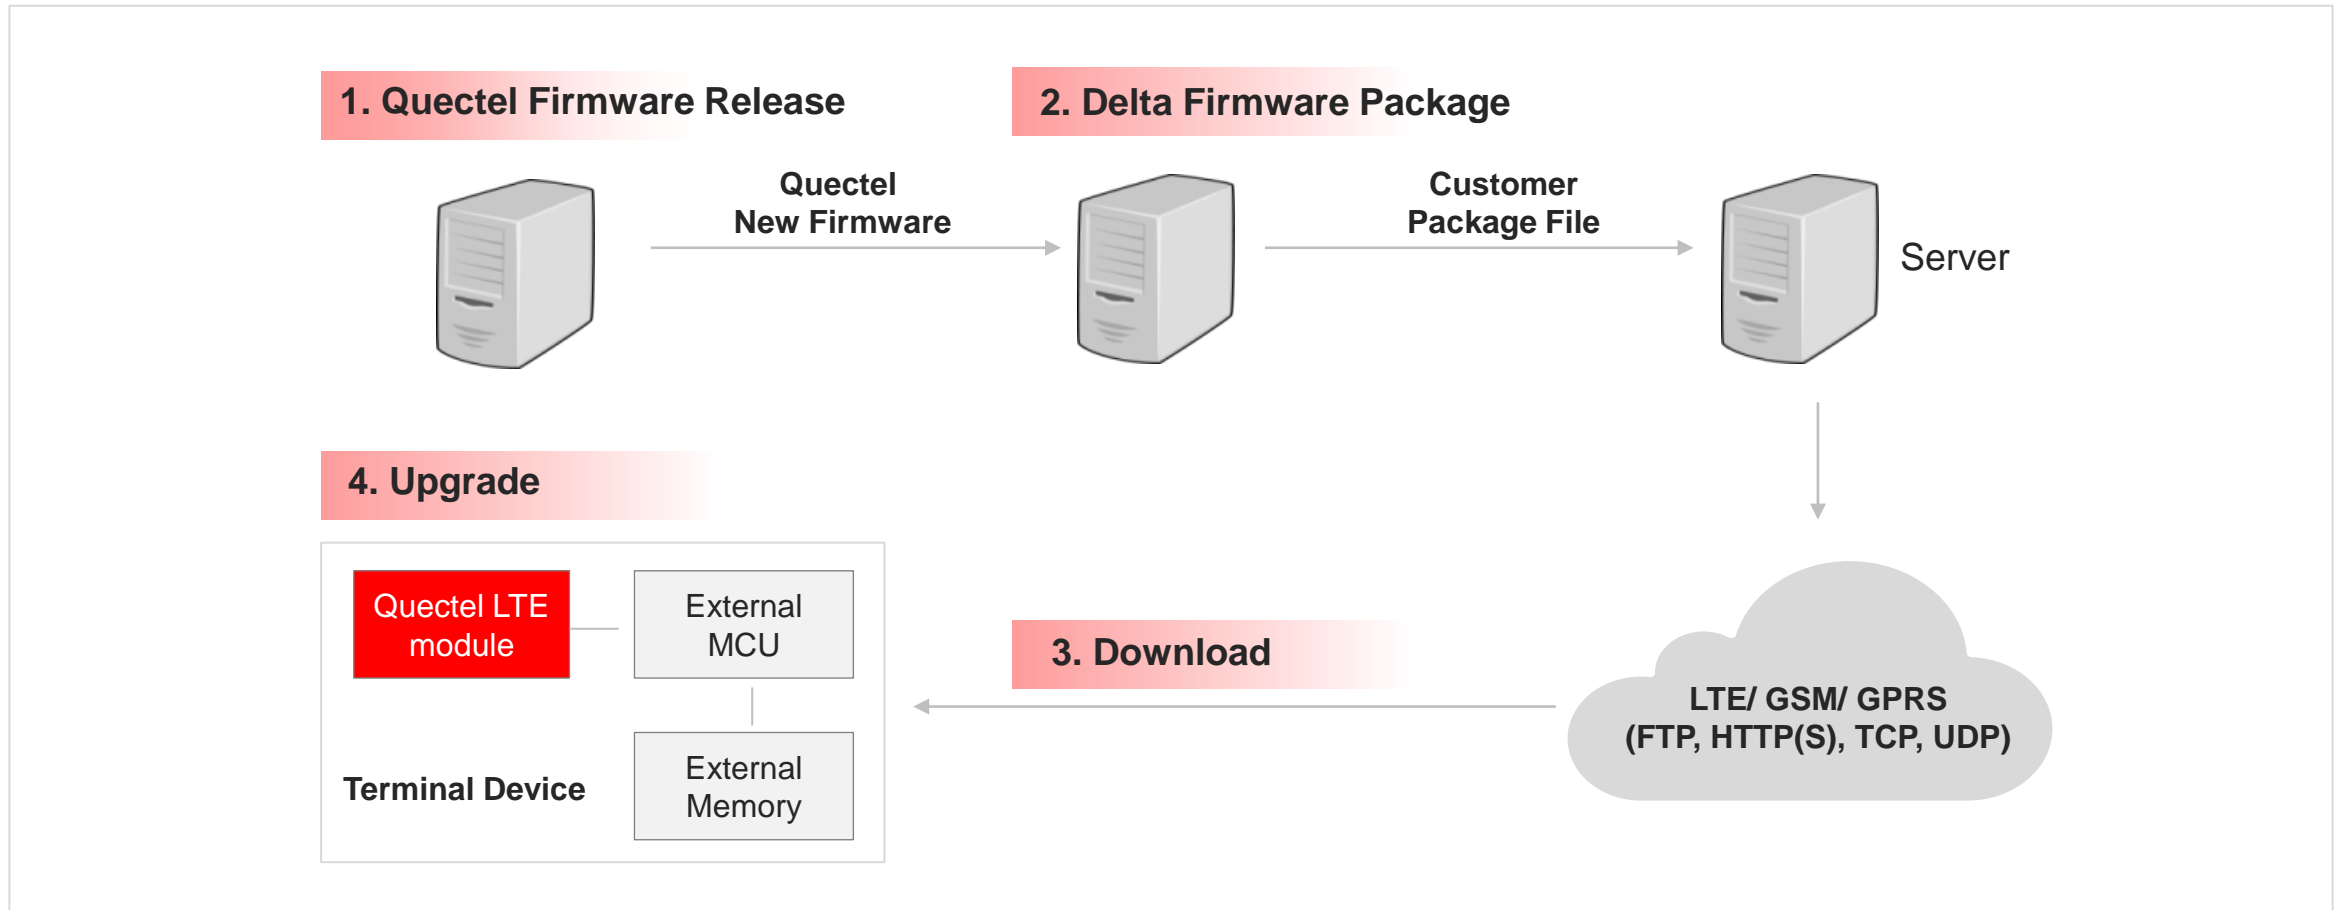 1. Quectel Firmware Release
2. Delta Firmware Package
Quectel
New Firmware
Customer
Package File
Server
4. Upgrade
Quectel LTE
module
External
MCU
External
Memory
Terminal Device
3. Download
LTE/ GSM/ GPRS
(FTP, HTTP(S), TCP, UDP)